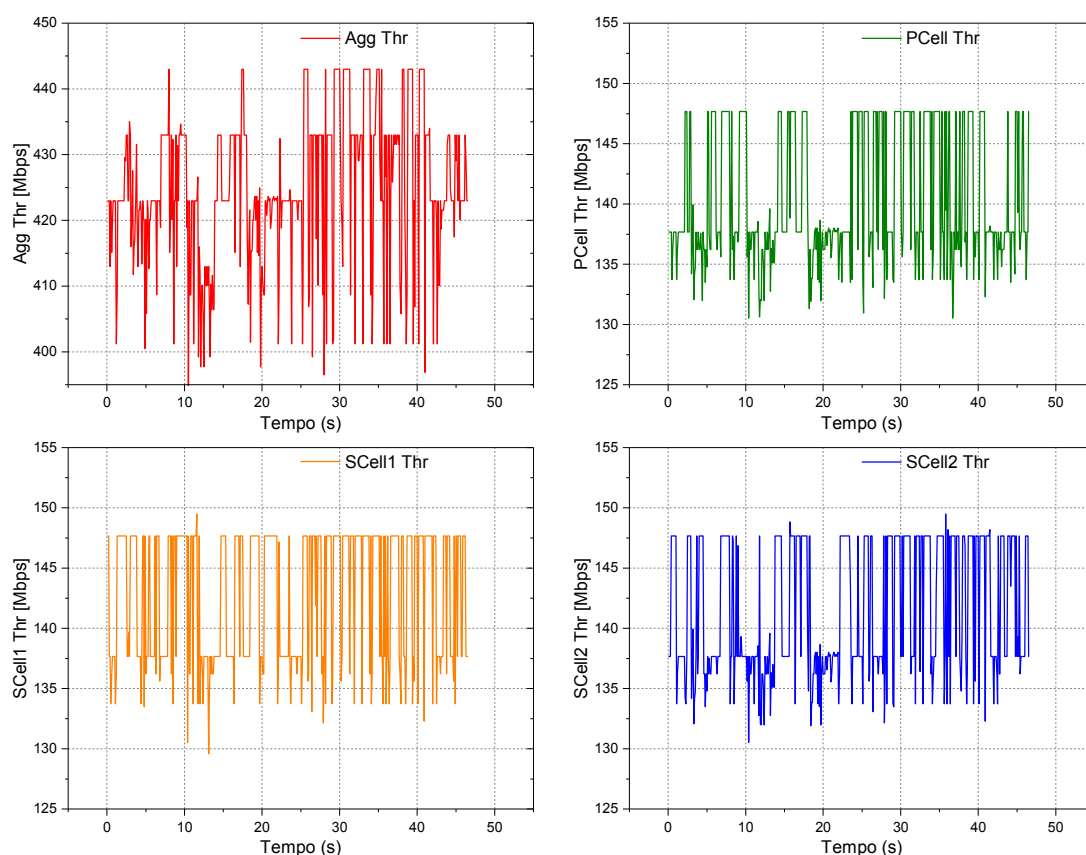 Agg Thr
Agg Thr [Mbps]
450
440
430
420
410
400
0 10 20 30 40 50
Tempo (s)
PCell Thr
PCell Thr [Mbps]
155
150
145
140
135
130
125
0 10 20 30 40 50
Tempo (s)
SCell1 Thr
SCell1 Thr [Mbps]
155
150
145
140
135
130
125
0 10 20 30 40 50
Tempo (s)
SCell2 Thr
SCell2 Thr [Mbps]
155
150
145
140
135
130
125
0 10 20 30 40 50
Tempo (s)